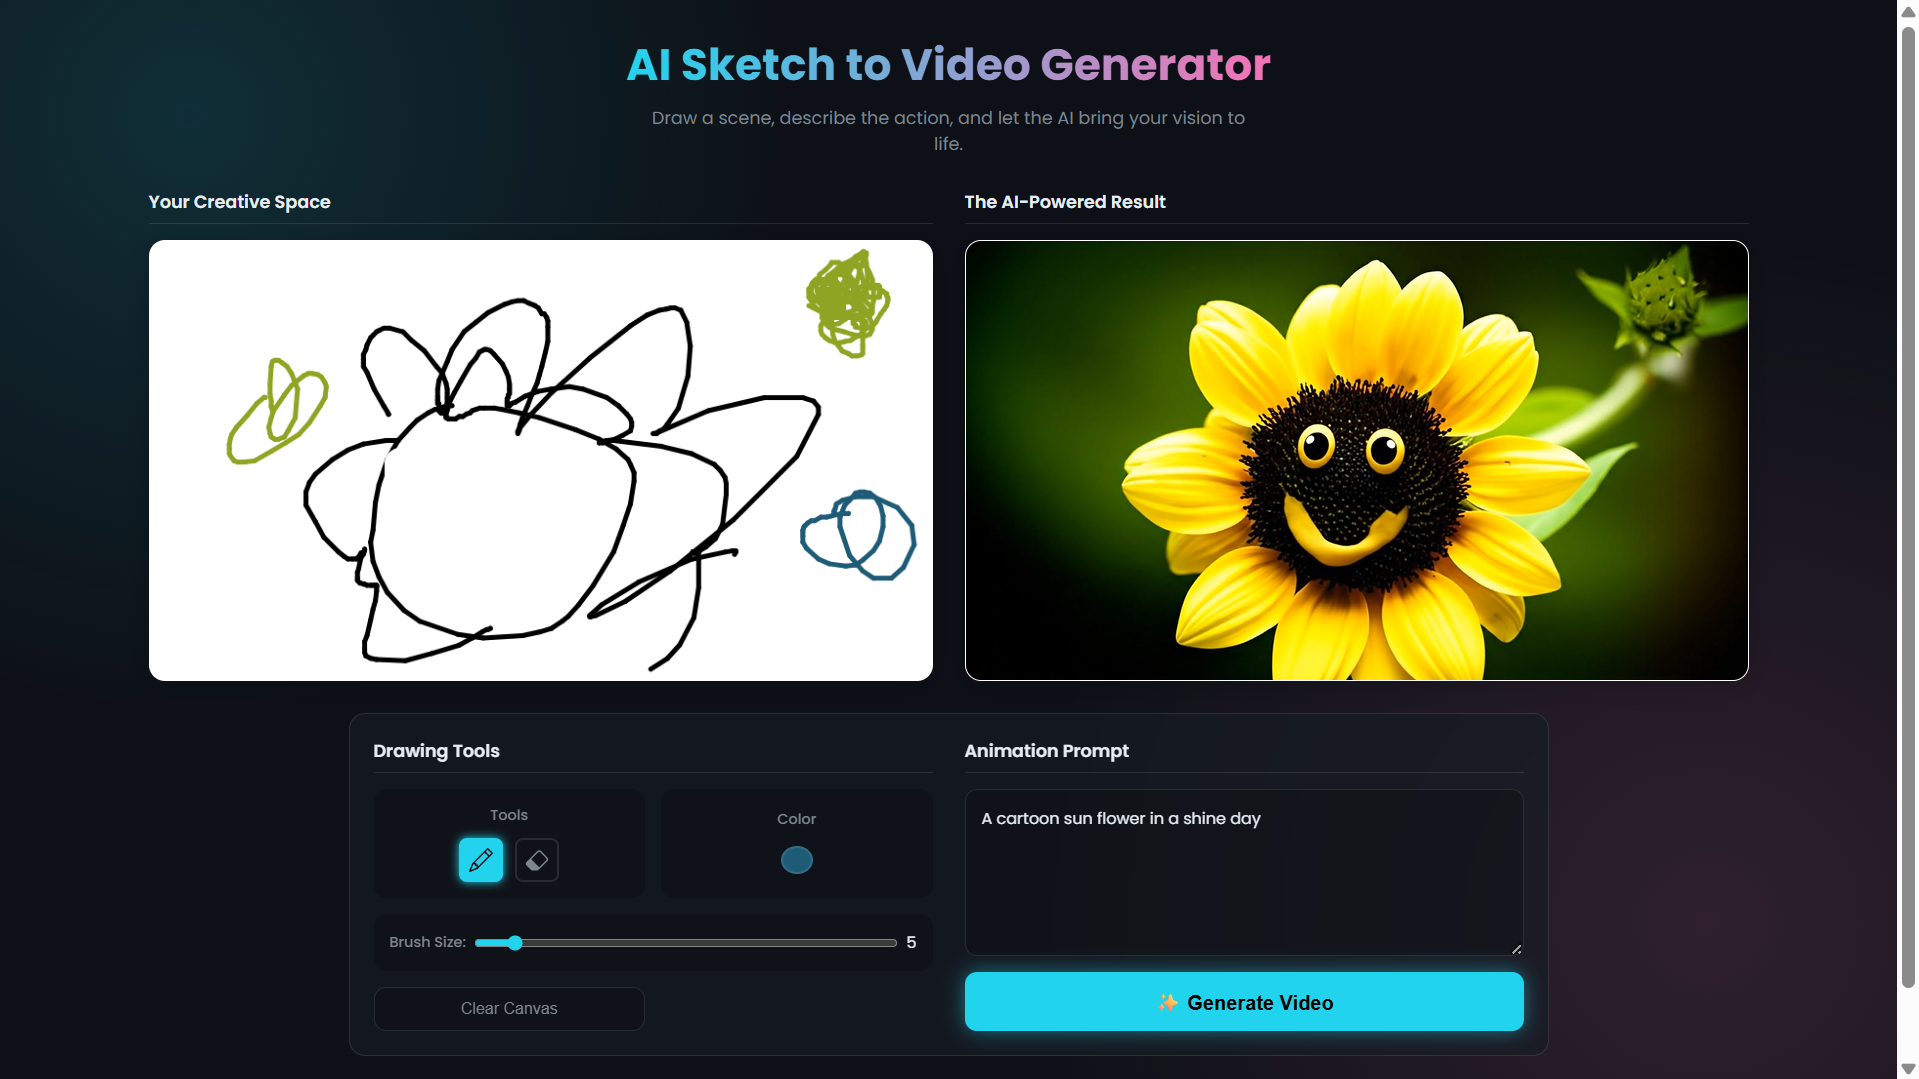 AI Sketch to Video Generator
Draw a scene, describe the action, and let the AI bring your vision to
life.
Your Creative Space
The AI-Powered Result
Drawing Tools
Animation Prompt
Tools
Color
A cartoon sun flower in a shine day
Brush Size:
5
Clear Canvas
✨ Generate Video